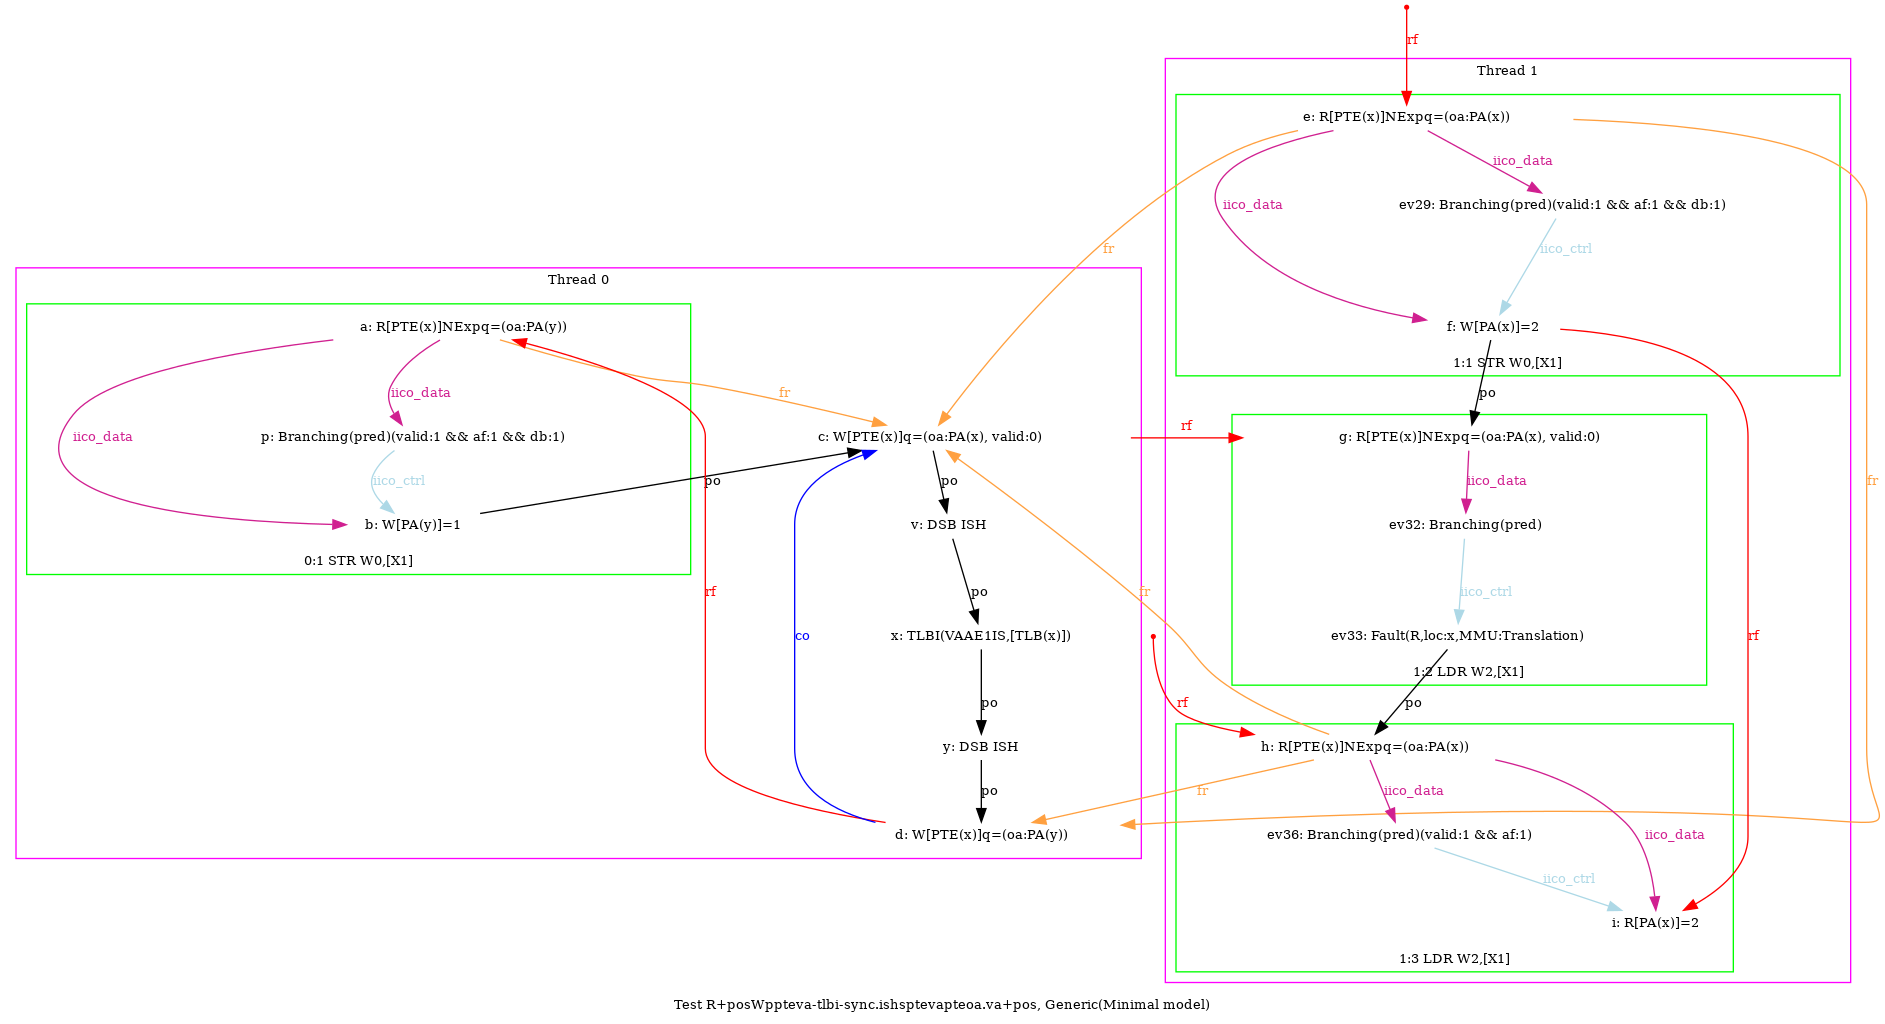 rf
Thread 1
e: R[PTE(x)]NExpq=(oa:PA(x))
iico_data
iico_data
ev29: Branching(pred)(valid:1 && af:1 && db:1)
fr
iico_ctrl
f: W[PA(x)]=2
1:1 STR W0,[X1]
Thread 0
a: R[PTE(x)]NExpq=(oa:PA(y))
iico_data
fr
po
iico_data
p: Branching(pred)(valid:1 && af:1 && db:1)
c: W[PTE(x)]q=(oa:PA(x), valid:0)
rf
g: R[PTE(x)]NExpq=(oa:PA(x), valid:0)
iico_ctrl
po
po
iico_data
fr
b: W[PA(y)]=1
v: DSB ISH
ev32: Branching(pred)
0:1 STR W0,[X1]
rf
po
fr
iico_ctrl
co
x: TLBI(VAAE1IS,[TLB(x)])
ev33: Fault(R,loc:x,MMU:Translation)
rf
1:2 LDR W2,[X1]
po
rf
po
y: DSB ISH
h: R[PTE(x)]NExpq=(oa:PA(x))
po
fr
iico_data
d: W[PTE(x)]q=(oa:PA(y))
ev36: Branching(pred)(valid:1 && af:1)
iico_data
iico_ctrl
i: R[PA(x)]=2
1:3 LDR W2,[X1]
Test R+posWppteva-tlbi-sync.ishsptevapteoa.va+pos, Generic(Minimal model)